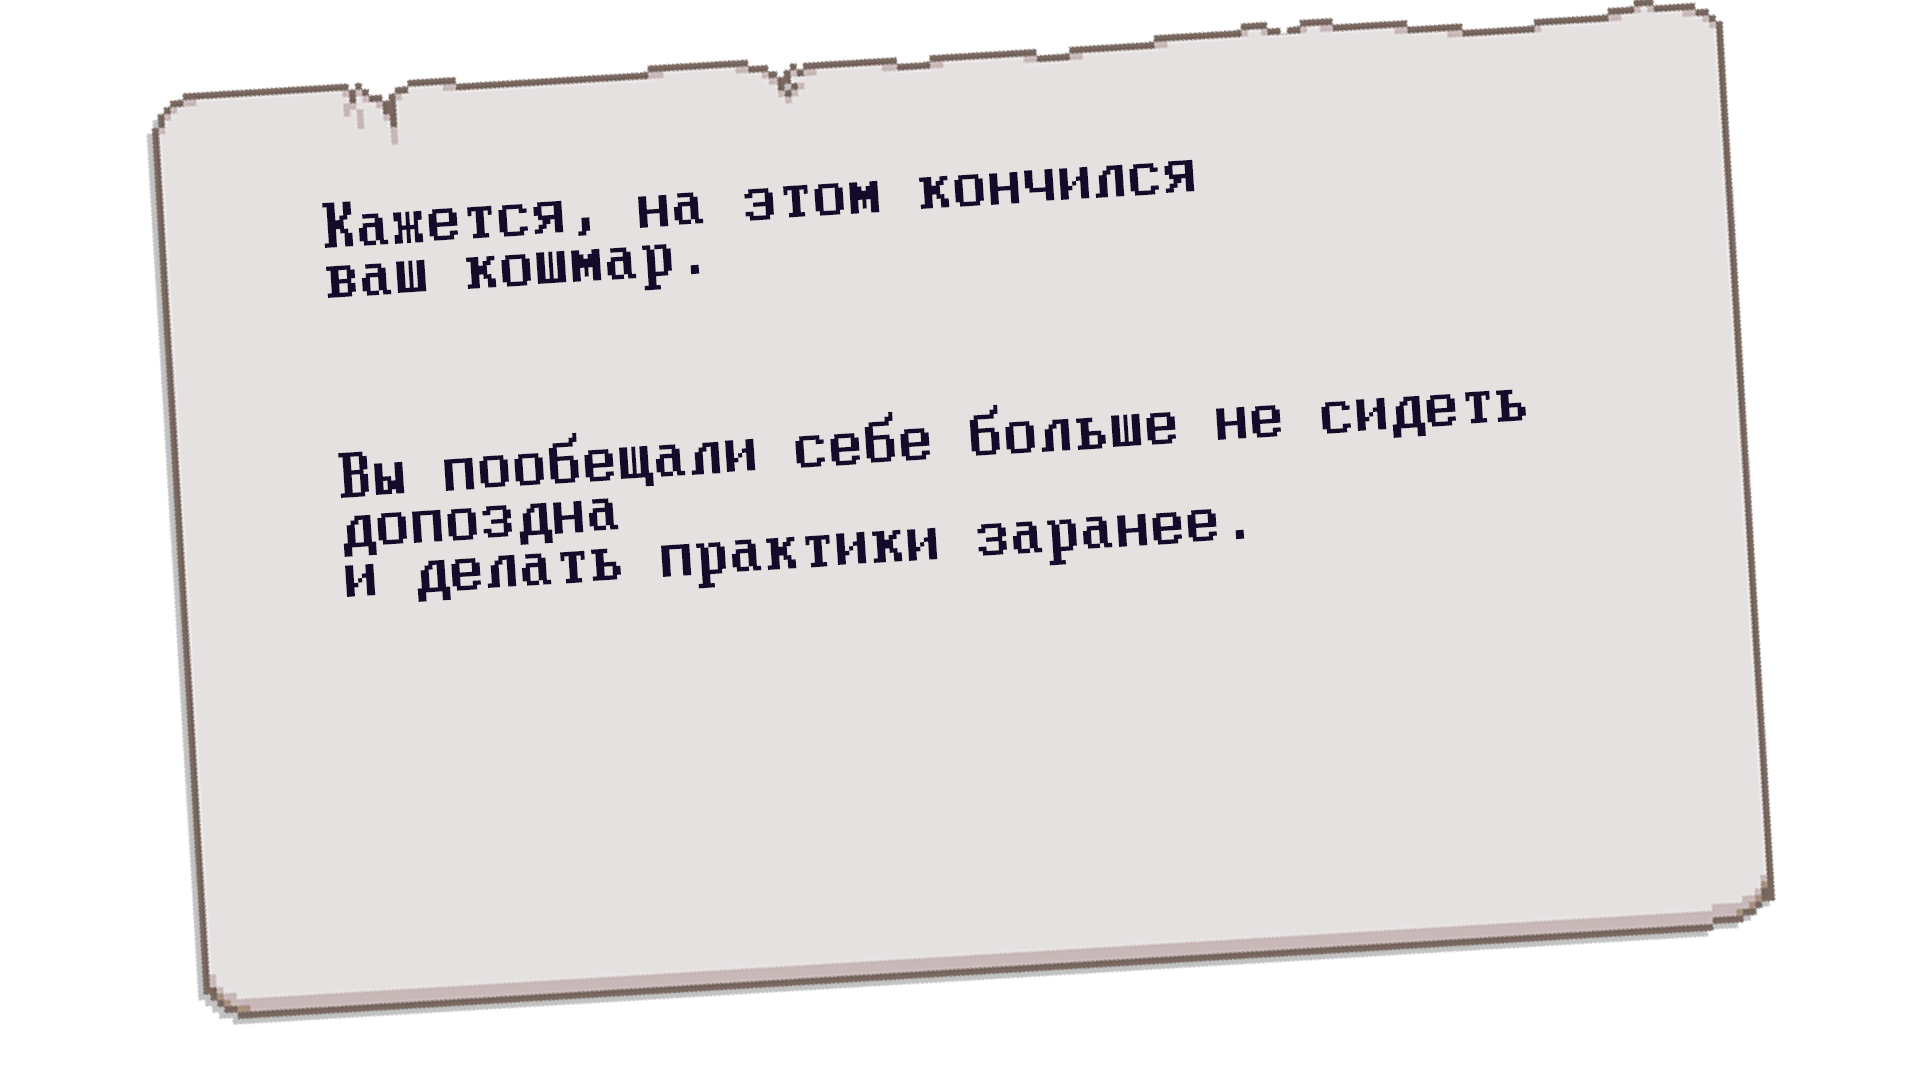 Кажется, на этом кончился
ваш кошмар.
Вы пообещали себе больше не сидеть
допоздна
и делать практики заранее.